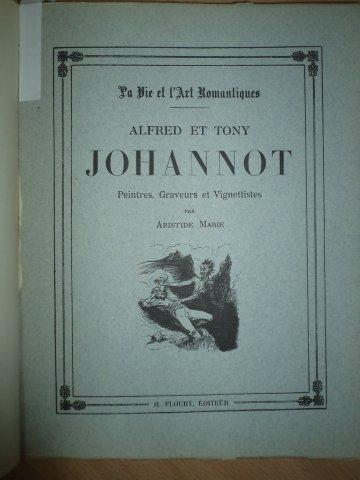 La Vie et l'Art Romantiques
ALFRED ET TONY
JOHANNOT
Peintres, Graveurs et Vignettistes
PAR
ARISTIDE MARIE
H. FLOURY, ÉDITEUR